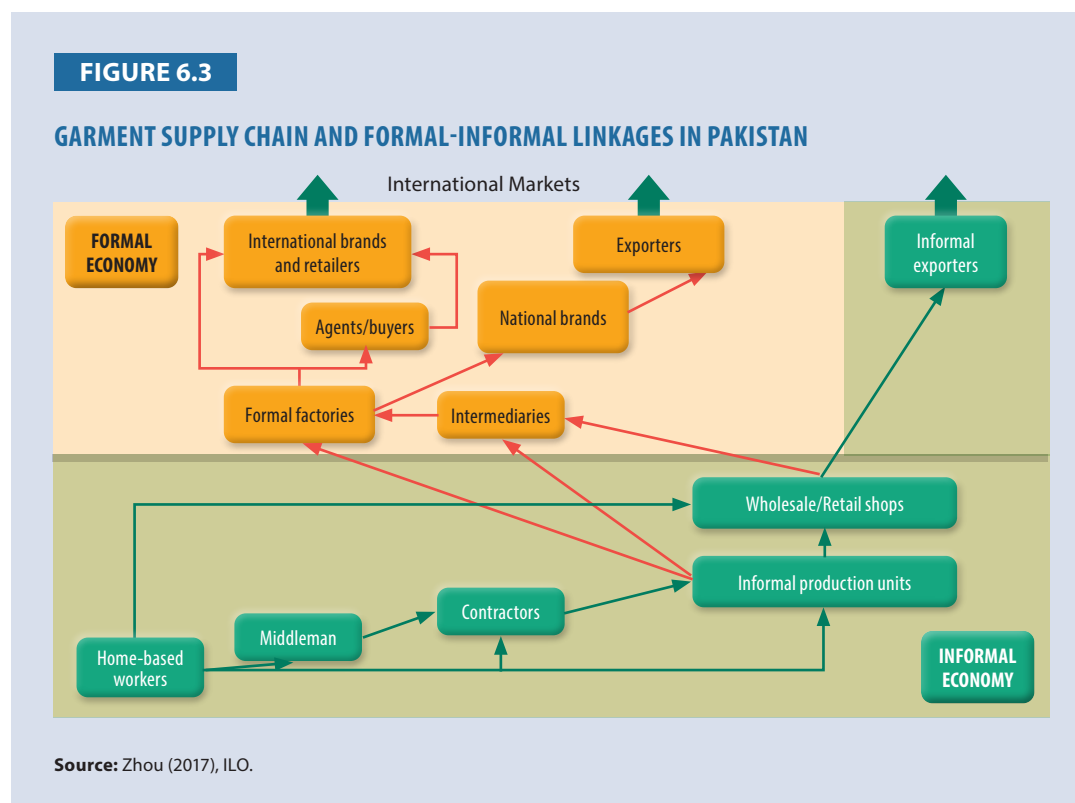 FIGURE 6.3
GARMENT SUPPLY CHAIN AND FORMAL-INFORMAL LINKAGES IN PAKISTAN
International Markets
FORMAL
ECONOMY
International brands
and retailers
Exporters
Informal
exporters
Agents/buyers
National brands
Formal factories
Intermediaries
Wholesale/Retail shops
Informal production units
Contractors
Middleman
Home-based
workers
INFORMAL
ECONOMY
Source: Zhou (2017), ILO.